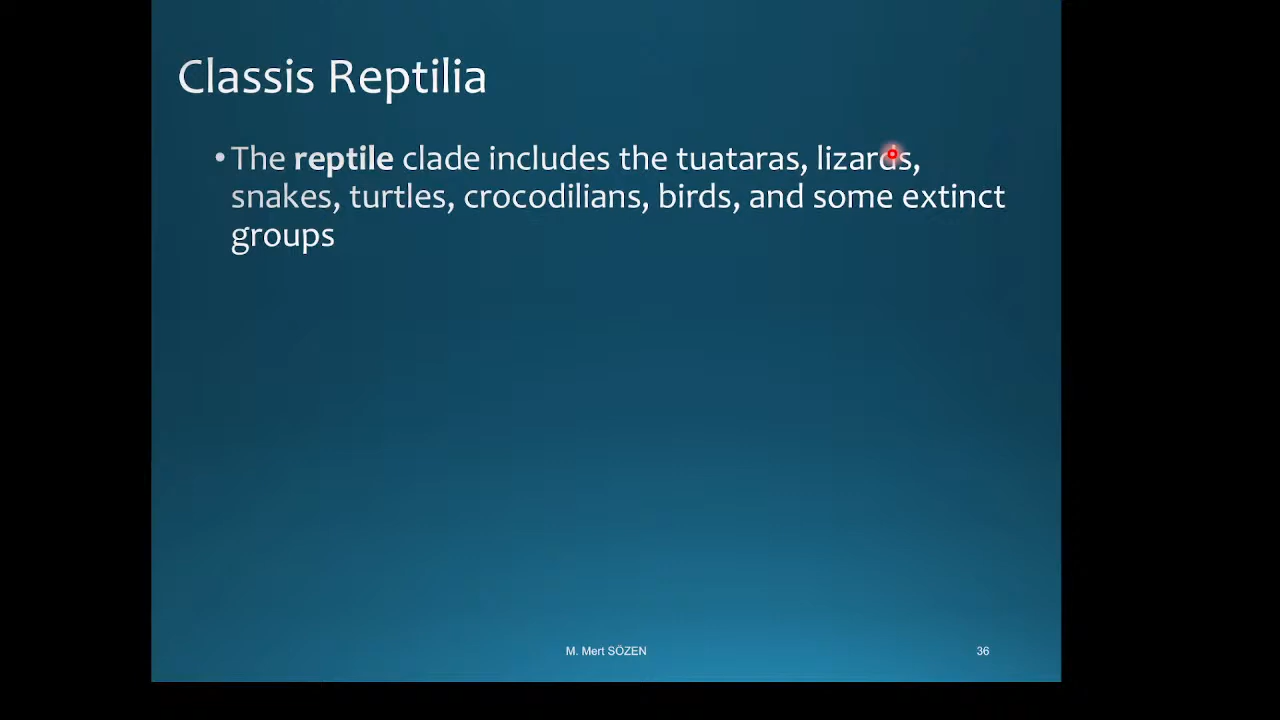 Classis Reptilia
•The reptile clade includes the tuataras, lizards,
snakes, turtles, crocodilians, birds, and some extinct
groups
M. Mert SÖZEN
36